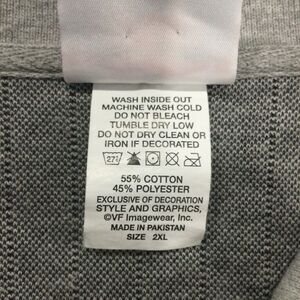 WASH INSIDE OUT
MACHINE WASH COLD
DO NOT BLEACH
TUMBLE DRY LOW
DO NOT DRY CLEAN OR
IRON IF DECORATED
55% COTTON
45% POLYESTER
EXCLUSIVE OF DECORATION
STYLE AND GRAPHICS,
©VF Imagewear, Inc.
MADE IN PAKISTAN
SIZE 2XL